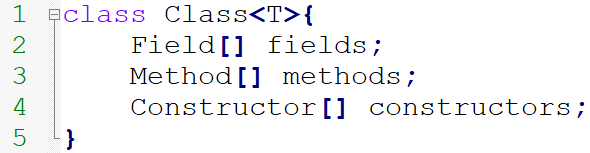 1 class Class<T>{
2 Field[] fields;
3 Method[] methods;
4 Constructor[] constructors;
5 }